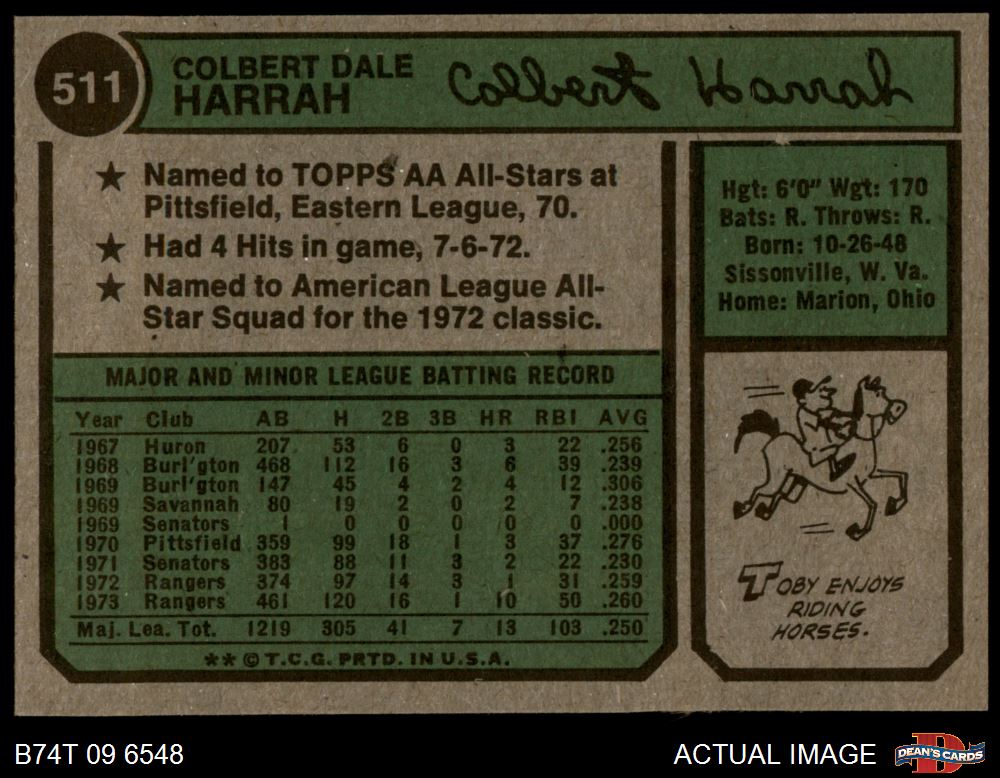 511
COLBERT DALE
HARRAH
Colbert Harrah
★ Named to TOPPS AA All-Stars at
Pittsfield, Eastern League, 70.
★ Had 4 Hits in game, 7-6-72.
★ Named to American League All-
Star Squad for the 1972 classic.
Hgt: 6'0" Wgt: 170
Bats: R. Throws: R.
Born: 10-26-48
Sissonville, W. Va.
Home: Marion, Ohio
MAJOR AND MINOR LEAGUE BATTING RECORD
Year Club AB H 2B 3B HR RBI AVG
1967 Huron 207 53 6 0 3 22 .256
1968 Burl'gton 468 112 16 3 6 39 .239
1969 Burl'gton 147 45 4 2 4 12 .306
1969 Savannah 80 19 2 0 2 7 .238
1969 Senators 1 0 0 0 0 0 .000
1970 Pittsfield 359 99 18 1 3 37 .276
1971 Senators 383 88 11 3 2 22 .230
1972 Rangers 374 97 14 3 1 31 .259
1973 Rangers 461 120 16 1 10 50 .260
Maj. Lea. Tot. 1219 305 41 7 13 103 .250
** © T.C.G. PRTD. IN U.S.A.
TOBY ENJOYS
RIDING
HORSES.
B74T 09 6548
ACTUAL IMAGE
DEAN'S CARDS